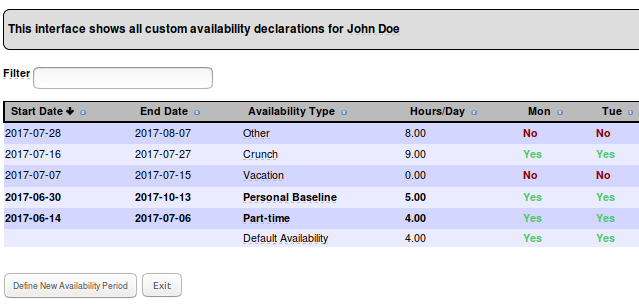 This interface shows all custom availability declarations for John Doe
Filter
Start Date End Date Availability Type Hours/Day Mon Tue
2017-07-28 2017-08-07 Other 8.00 No No
2017-07-16 2017-07-27 Crunch 9.00 Yes Yes
2017-07-07 2017-07-15 Vacation 0.00 No No
2017-06-30 2017-10-13 Personal Baseline 5.00 Yes Yes
2017-06-14 2017-07-06 Part-time 4.00 Yes Yes
Default Availability 4.00 Yes Yes
Define New Availability Period Exit